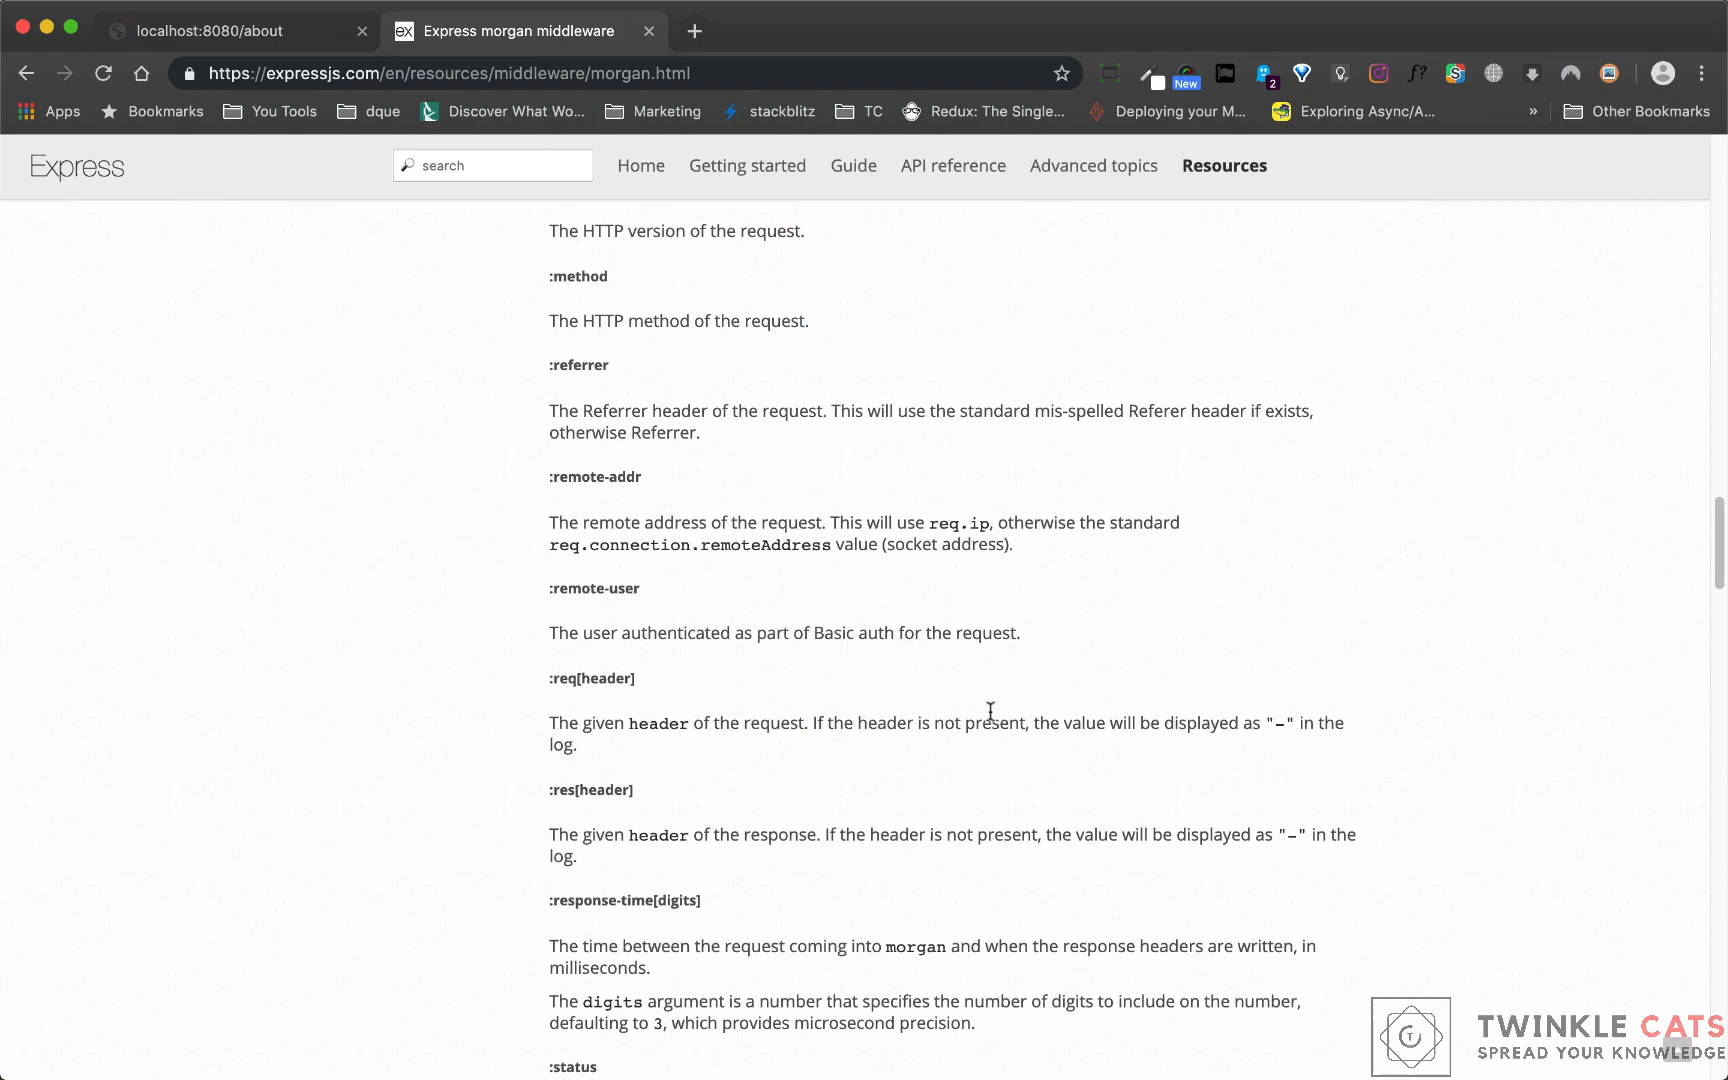 localhost:8080/about
ex Express morgan middleware
https://expressjs.com/en/resources/middleware/morgan.html
f?
New
2
Apps Bookmarks You Tools dque Discover What Wo... Marketing stackblitz TC Redux: The Single... Deploying your M... Exploring Async/A... » Other Bookmarks
Express search Home Getting started Guide API reference Advanced topics Resources
The HTTP version of the request.
:method
The HTTP method of the request.
:referrer
The Referrer header of the request. This will use the standard mis-spelled Referer header if exists,
otherwise Referrer.
:remote-addr
The remote address of the request. This will use req.ip, otherwise the standard
req.connection.remoteAddress value (socket address).
:remote-user
The user authenticated as part of Basic auth for the request.
:req[header]
The given header of the request. If the header is not present, the value will be displayed as "-" in the
log.
:res[header]
The given header of the response. If the header is not present, the value will be displayed as "-" in the
log.
:response-time[digits]
The time between the request coming into morgan and when the response headers are written, in
milliseconds.
The digits argument is a number that specifies the number of digits to include on the number,
defaulting to 3, which provides microsecond precision.
:status
TWINKLE CATS
SPREAD YOUR KNOWLEDGE